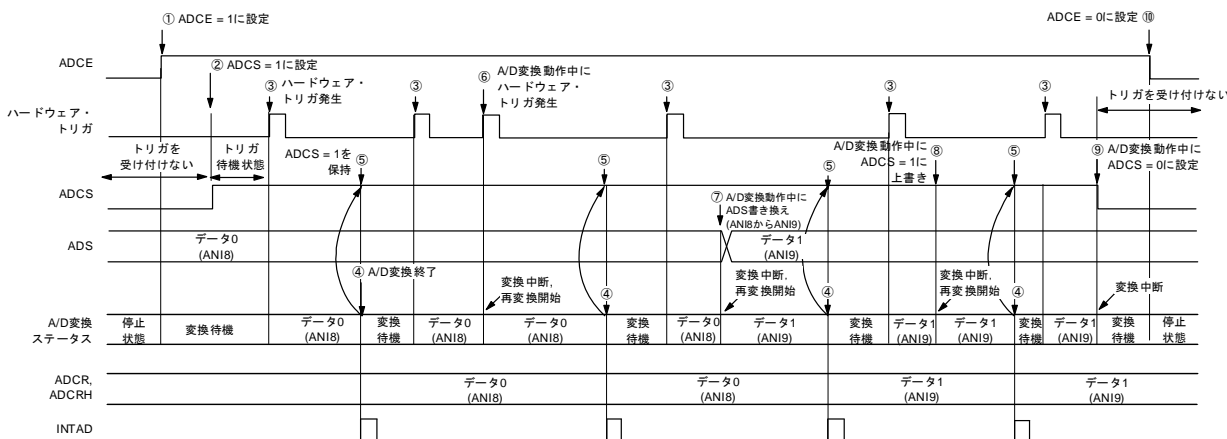 ① ADCE = 1に設定
ADCE = 0に設定 ⑩
ADCE
② ADCS = 1に設定
③ ハードウェア・
トリガ発生
③
⑥ A/D変換動作中に
ハードウェア・
トリガ発生
③
③
③
トリガを受け付けない
ハードウェア・
トリガ
トリガを
受け付けない
トリガ
待機状態
ADCS = 1を
保持
⑤
⑤
A/D変換動作中に
ADCS = 1に
上書き
⑤
⑧
⑤
⑨ A/D変換動作中に
ADCS = 0に設定
ADCS
⑦ A/D変換動作中に
ADS書き換え
(ANI8からANI9)
ADS
データ0
(ANI8)
データ1
(ANI9)
④ A/D変換終了
変換中断,
再変換開始
④
変換中断,
再変換開始
④
変換中断,
再変換開始
④
変換中断
A/D変換
ステータス
停止
状態
変換待機
データ0
(ANI8)
変換
待機
データ0
(ANI8)
データ0
(ANI8)
変換
待機
データ0
(ANI8)
データ1
(ANI9)
変換
待機
データ1
(ANI9)
データ1
(ANI9)
変換
待機
データ1
(ANI9)
変換
待機
停止
状態
ADCR,
ADCRH
データ0
(ANI8)
データ0
(ANI8)
データ1
(ANI9)
データ1
(ANI9)
INTAD